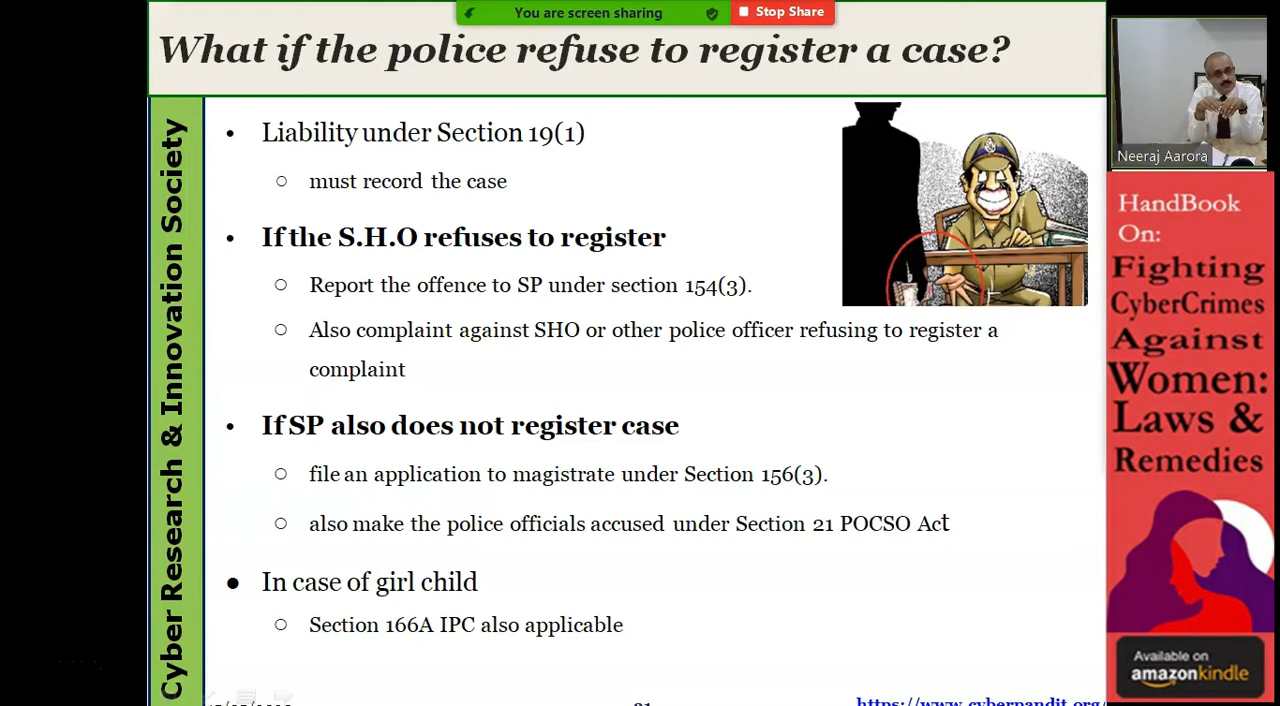 You are screen sharing
Stop Share
What if the police refuse to register a case?
Cyber Research & Innovation Society
• Liability under Section 19(1)
○ must record the case
• If the S.H.O refuses to register
○ Report the offence to SP under section 154(3).
○ Also complaint against SHO or other police officer refusing to register a
complaint
• If SP also does not register case
○ file an application to magistrate under Section 156(3).
○ also make the police officials accused under Section 21 POCSO Act
● In case of girl child
○ Section 166A IPC also applicable
https://www.cyberpandit.org/
Neeraj Aarora
HandBook
On:
Fighting
CyberCrimes
Against
Women:
Laws &
Remedies
Available on
amazonkindle